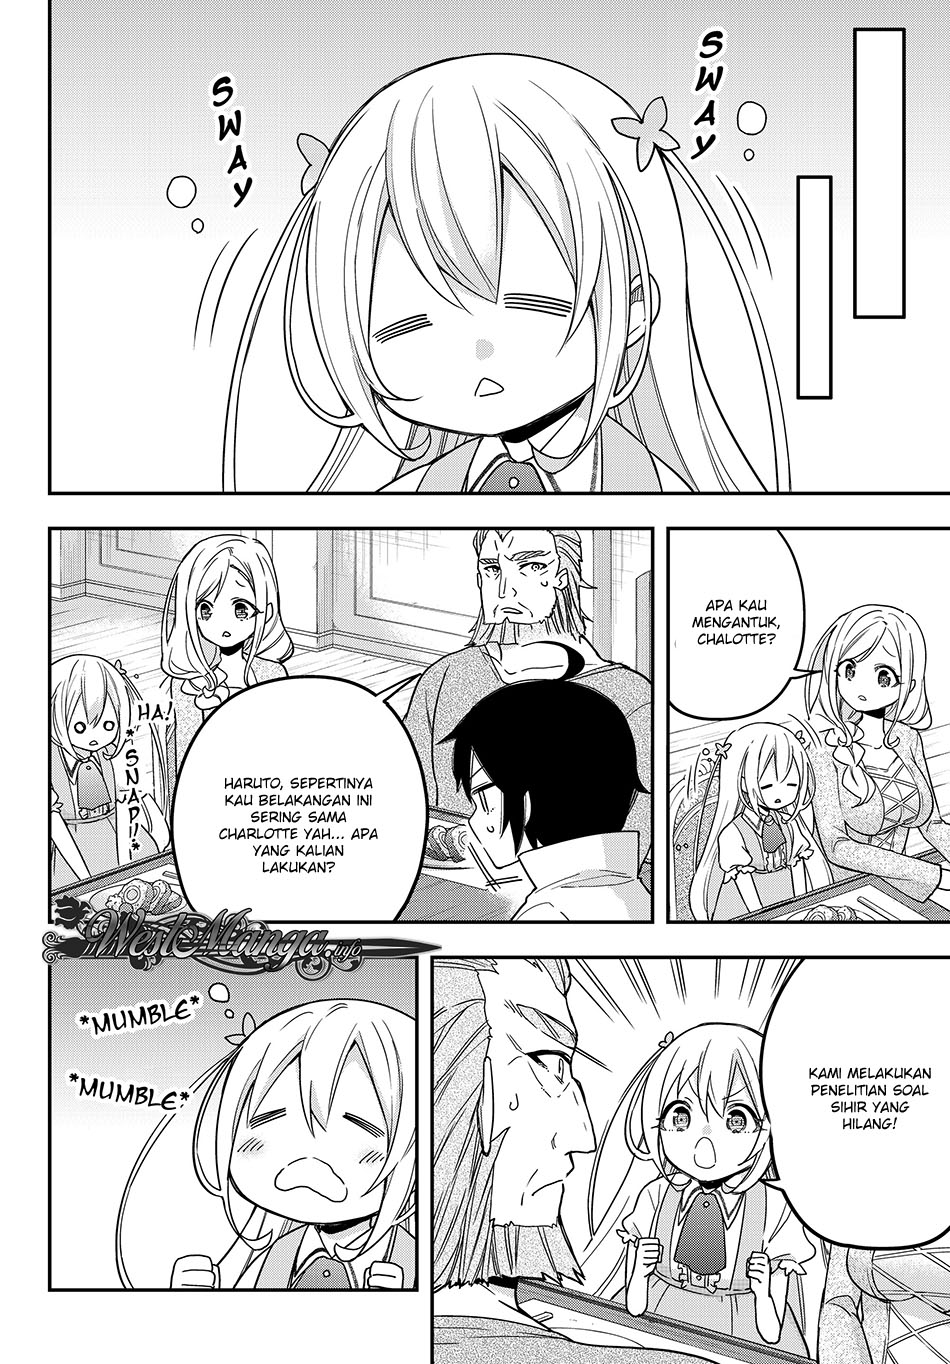 SWAY
SWAY
APA KAU
MENGANTUK,
CHALOTTE?
HARUTO, SEPERTINYA
KAU BELAKANGAN INI
SERING SAMA
CHARLOTTE YAH... APA
YANG KALIAN
LAKUKAN?
HA!
*SNAP!!*
WestManga.info
KAMI MELAKUKAN
PENELITIAN SOAL
SIHIR YANG
HILANG!
*MUMBLE*
*MUMBLE*